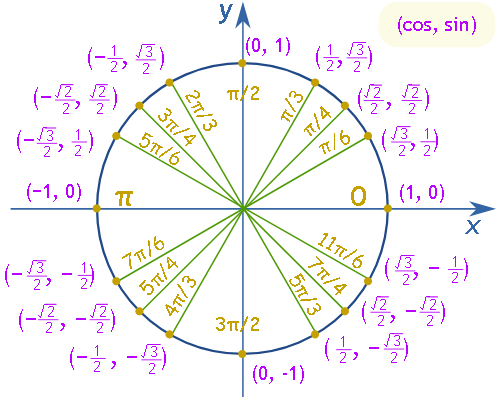 y
(cos, sin)
(0, 1)
(-1/2, √3/2)
(1/2, √3/2)
(-√2/2, √2/2)
(√2/2, √2/2)
(-√3/2, 1/2)
(√3/2, 1/2)
π/2
2π/3
π/3
3π/4
π/4
5π/6
π/6
(-1, 0)
π
0
(1, 0)
x
7π/6
11π/6
5π/4
7π/4
4π/3
5π/3
3π/2
(-√3/2, -1/2)
(√3/2, -1/2)
(-√2/2, -√2/2)
(√2/2, -√2/2)
(-1/2, -√3/2)
(1/2, -√3/2)
(0, -1)